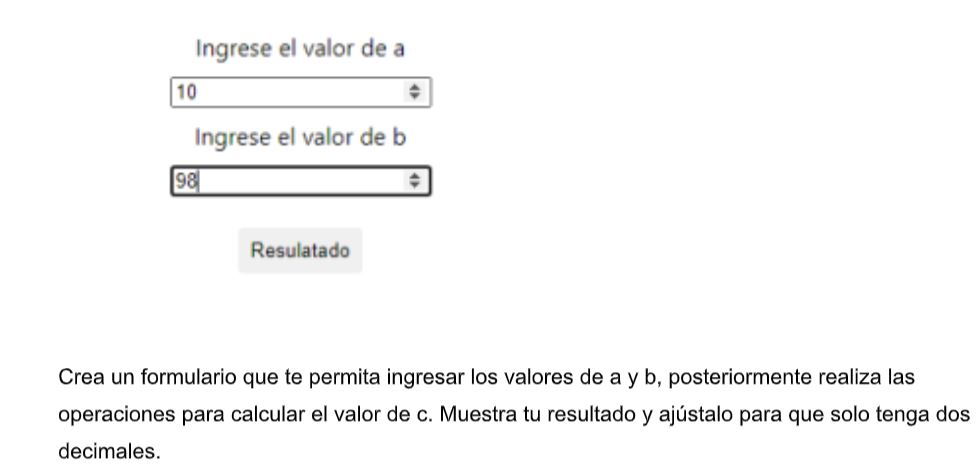 Ingrese el valor de a
10
Ingrese el valor de b
98
Resulatado
Crea un formulario que te permita ingresar los valores de a y b, posteriormente realiza las
operaciones para calcular el valor de c. Muestra tu resultado y ajústalo para que solo tenga dos
decimales.